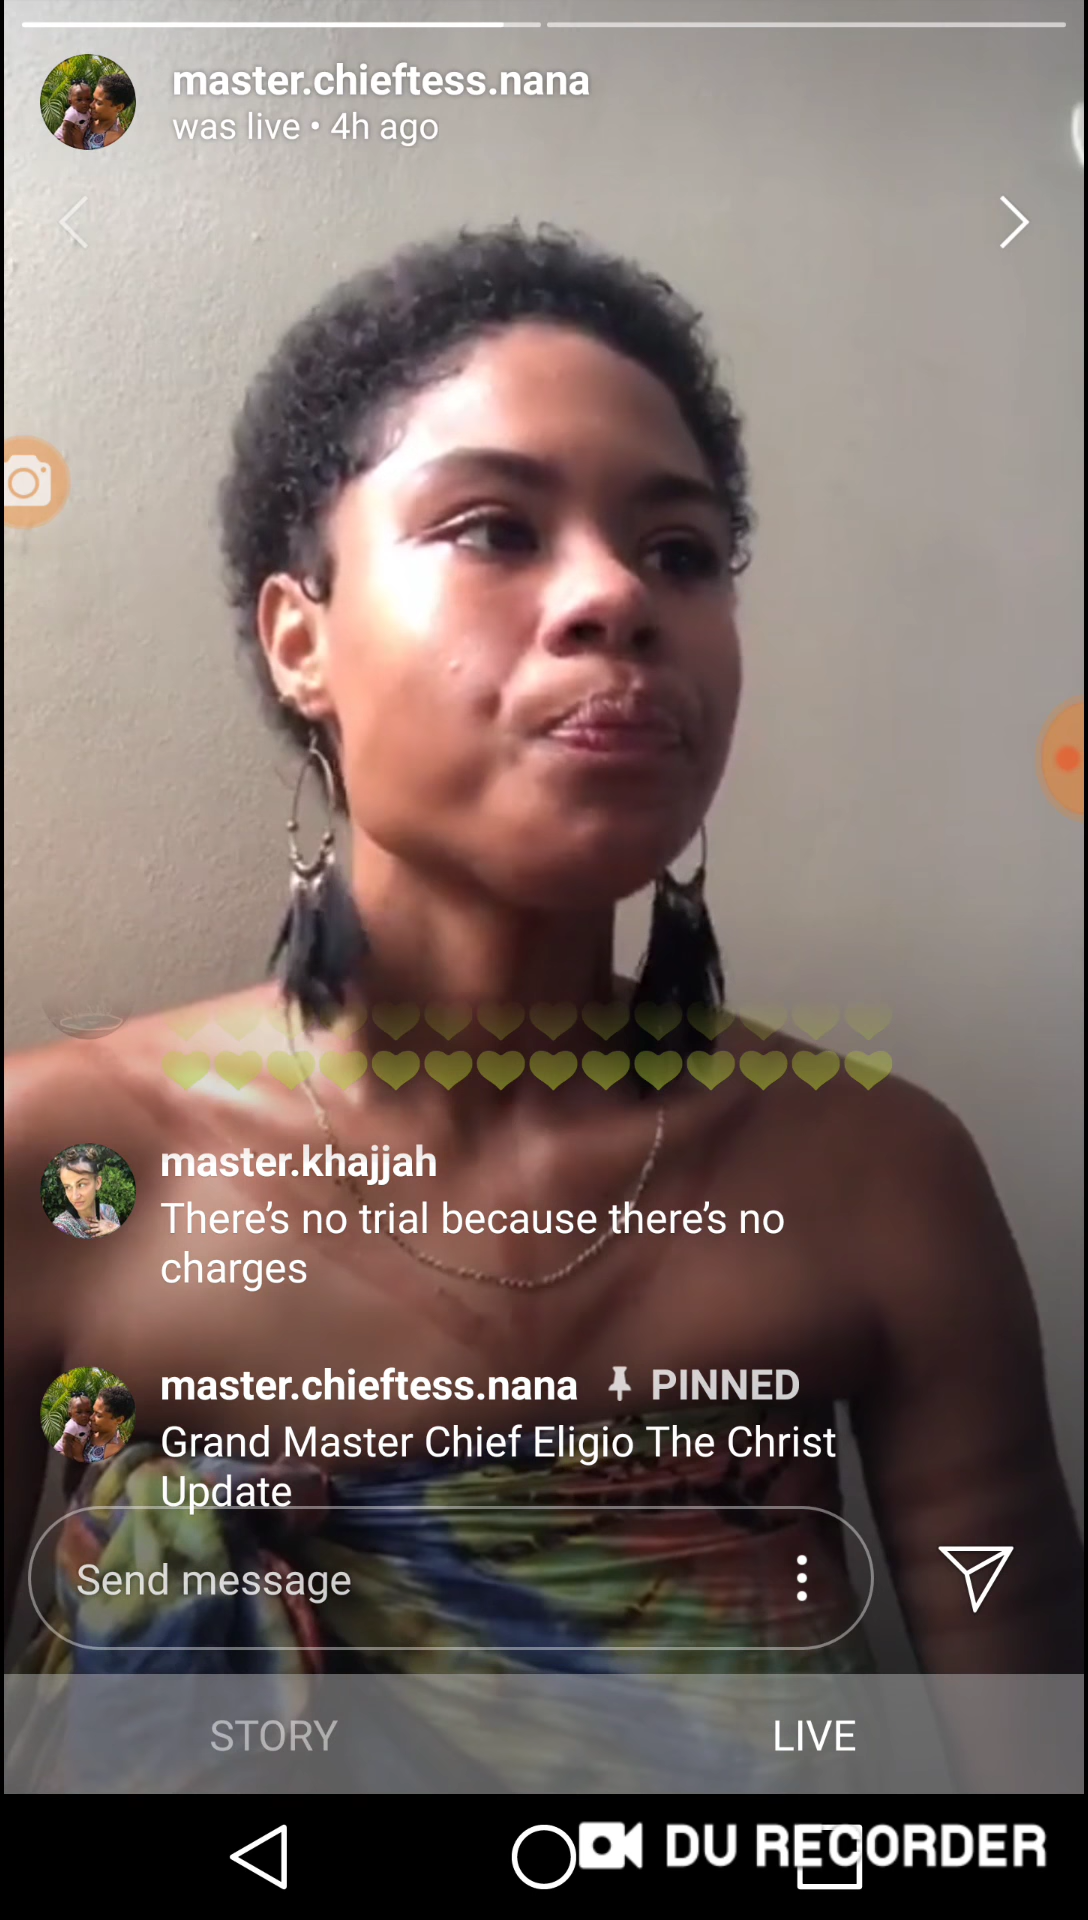 master.chieftess.nana
was live • 4h ago
master.khajjah
There's no trial because there's no
charges
master.chieftess.nana PINNED
Grand Master Chief Eligio The Christ
Update
Send message
STORY
LIVE
DU RECORDER